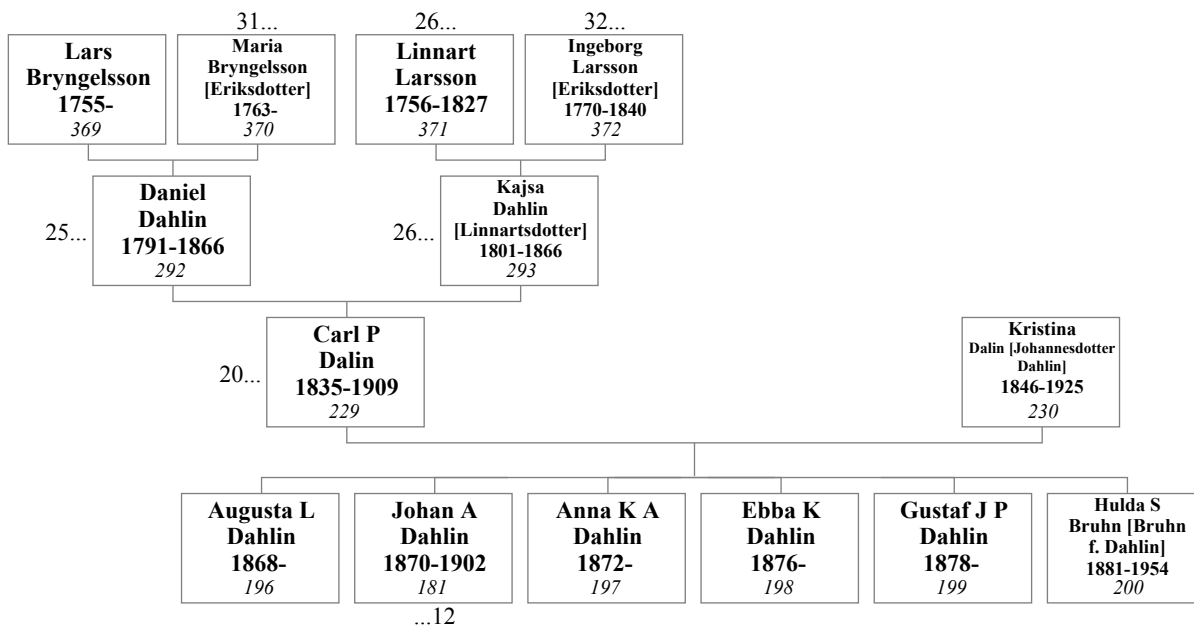 31...
26...
32...
Lars
Bryngelsson
1755-
369
Maria
Bryngelsson
[Eriksdotter]
1763-
370
Linnart
Larsson
1756-1827
371
Ingeborg
Larsson
[Eriksdotter]
1770-1840
372
25...
Daniel
Dahlin
1791-1866
292
26...
Kajsa
Dahlin
[Linnartsdotter]
1801-1866
293
20...
Carl P
Dalin
1835-1909
229
Kristina
Dalin [Johannesdotter
Dahlin]
1846-1925
230
Augusta L
Dahlin
1868-
196
Johan A
Dahlin
1870-1902
181
...12
Anna K A
Dahlin
1872-
197
Ebba K
Dahlin
1876-
198
Gustaf J P
Dahlin
1878-
199
Hulda S
Bruhn [Bruhn
f. Dahlin]
1881-1954
200